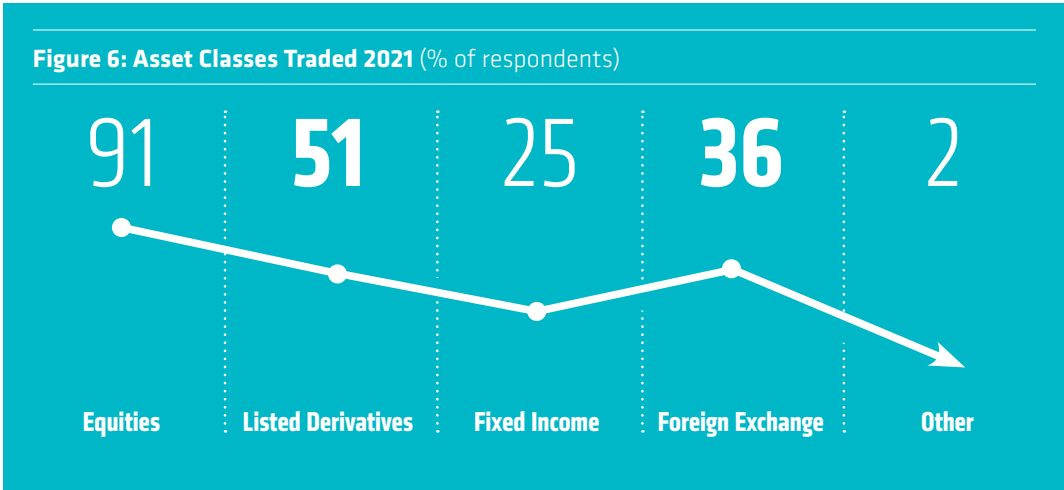 Figure 6: Asset Classes Traded 2021 (% of respondents)
91 51 25 36 2
Equities Listed Derivatives Fixed Income Foreign Exchange Other